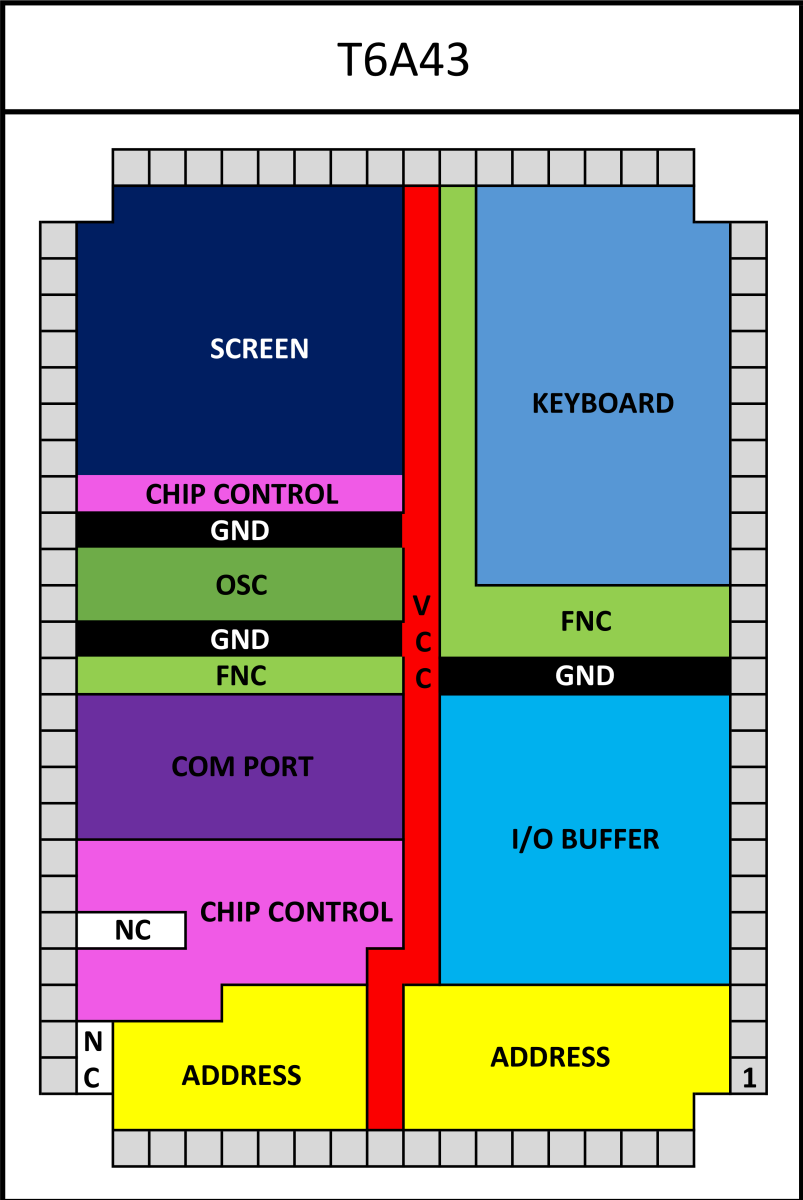 T6A43
SCREEN
KEYBOARD
CHIP CONTROL
GND
OSC
V
C
C
FNC
GND
FNC
GND
COM PORT
I/O BUFFER
CHIP CONTROL
NC
N
C
ADDRESS
ADDRESS
1